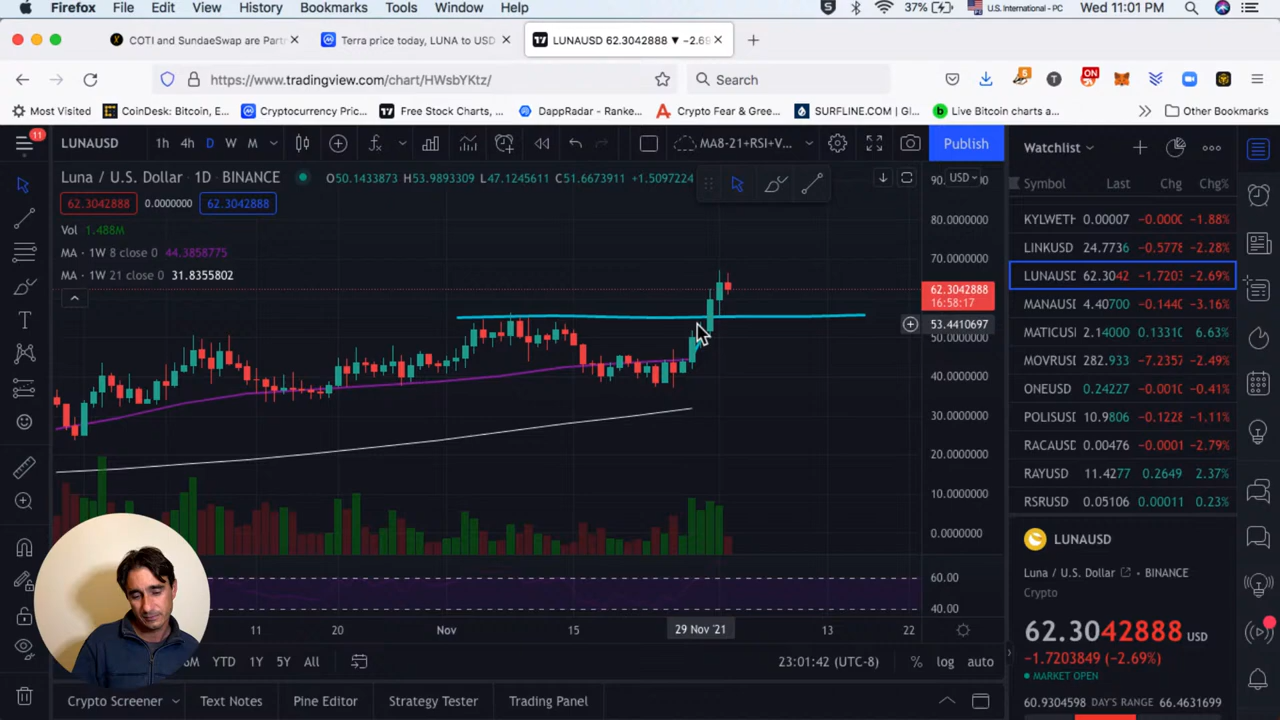 Firefox File Edit View History Bookmarks Tools Window Help 37% U.S. International - PC Wed 11:01 PM
COTI and SundaeSwap are Part Terra price today, LUNA to USD LUNAUSD 62.3042888 ▼ −2.69
https://www.tradingview.com/chart/HWsbYKtz/ Search 5 ON
Most Visited CoinDesk: Bitcoin, E... Cryptocurrency Pric... Free Stock Charts, ... DappRadar - Ranke... Crypto Fear & Gree... SURFLINE.COM | Gl... Live Bitcoin charts a... Other Bookmarks
11 LUNAUSD 1h 4h D W M MA8-21+RSI+V... Publish Watchlist
Luna / U.S. Dollar · 1D · BINANCE O50.1433873 H53.9893309 L47.1245611 C51.6673911 +1.5097224 USD
Symbol Last Chg Chg%
62.3042888 0.0000000 62.3042888
Vol 1.488M
MA · 1W 8 close 0 44.3858775
MA · 1W 21 close 0 31.8355802
90.
80.0000000
70.0000000
62.3042888
16:58:17
53.4410697
50.0000000
40.0000000
30.0000000
20.0000000
10.0000000
0.0000000
60.00
40.00
11 20 Nov 15 29 Nov '21 13 22
6M YTD 1Y 5Y All 23:01:42 (UTC-8) % log auto
Crypto Screener Text Notes Pine Editor Strategy Tester Trading Panel
KYLWETH 0.00007 −0.0000 −1.88%
LINKUSD 24.7736 −0.5778 −2.28%
LUNAUSD 62.3042 −1.7203 −2.69%
MANAUSD 4.40700 −0.1440 −3.16%
MATICUSD 2.14000 0.13310 6.63%
MOVRUSD 282.933 −7.2357 −2.49%
ONEUSD 0.24227 −0.0010 −0.41%
POLISUSD 10.9806 −0.1228 −1.11%
RACAUSD 0.00476 −0.0001 −2.79%
RAYUSD 11.4277 0.2649 2.37%
RSRUSD 0.05106 0.00011 0.23%
LUNAUSD
Luna / U.S. Dollar · BINANCE
Crypto
62.3042888 USD
−1.7203849 (−2.69%)
MARKET OPEN
60.9304598 DAY'S RANGE 66.4631699